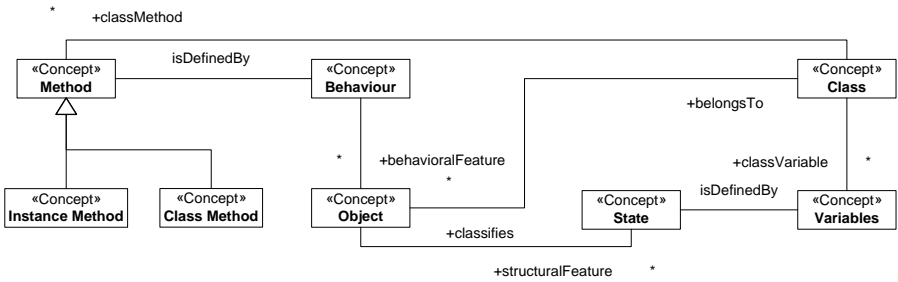 * +classMethod
isDefinedBy
«Concept»
Method
«Concept»
Behaviour
«Concept»
Class
+belongsTo
* +behavioralFeature
*
+classVariable *
isDefinedBy
«Concept»
Instance Method
«Concept»
Class Method
«Concept»
Object
«Concept»
State
«Concept»
Variables
+classifies
+structuralFeature *